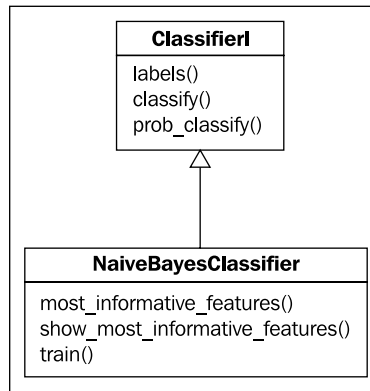 ClassifierI
labels()
classify()
prob_classify()
NaiveBayesClassifier
most_informative_features()
show_most_informative_features()
train()